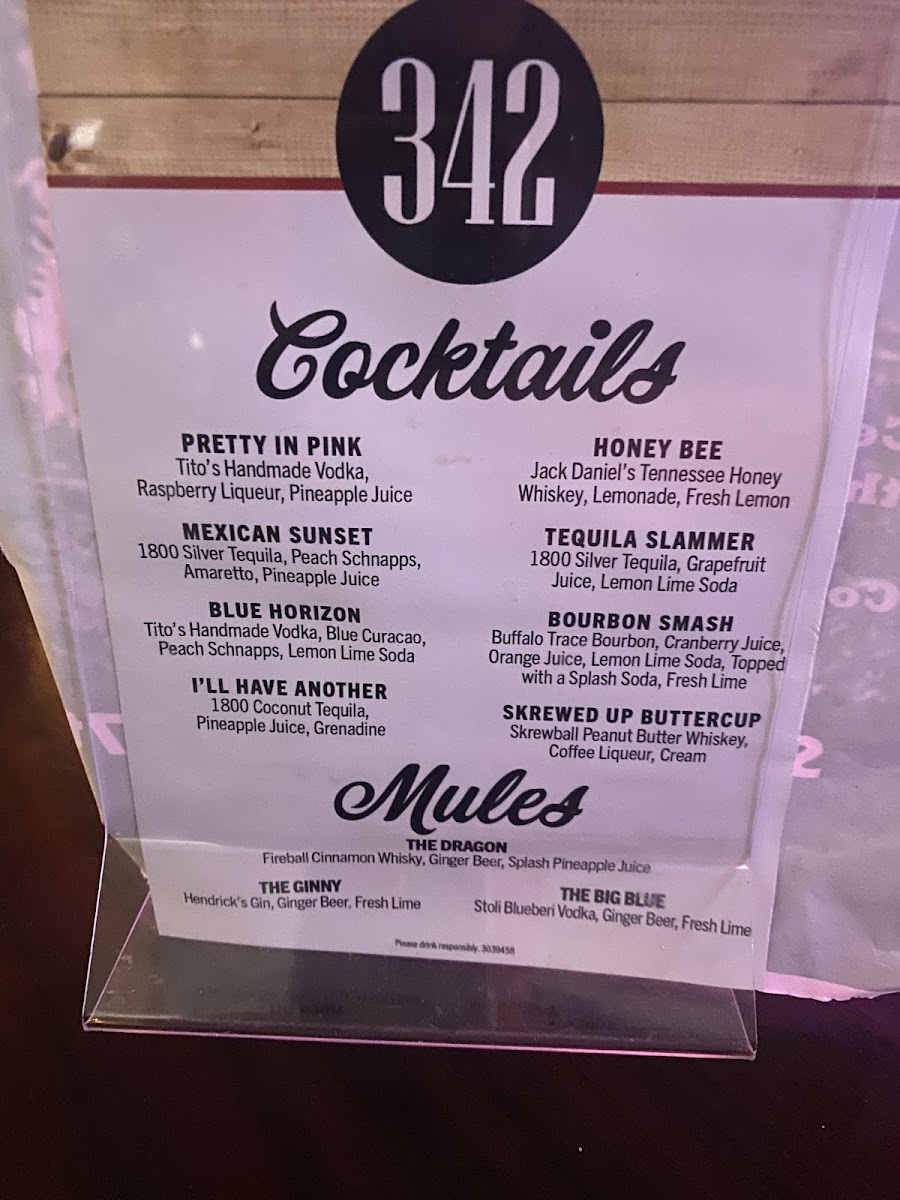 342
Cocktails
PRETTY IN PINK
Tito's Handmade Vodka,
Raspberry Liqueur, Pineapple Juice
MEXICAN SUNSET
1800 Silver Tequila, Peach Schnapps,
Amaretto, Pineapple Juice
BLUE HORIZON
Tito's Handmade Vodka, Blue Curacao,
Peach Schnapps, Lemon Lime Soda
I'LL HAVE ANOTHER
1800 Coconut Tequila,
Pineapple Juice, Grenadine
HONEY BEE
Jack Daniel's Tennessee Honey
Whiskey, Lemonade, Fresh Lemon
TEQUILA SLAMMER
1800 Silver Tequila, Grapefruit
Juice, Lemon Lime Soda
BOURBON SMASH
Buffalo Trace Bourbon, Cranberry Juice,
Orange Juice, Lemon Lime Soda, Topped
with a Splash Soda, Fresh Lime
SKREWED UP BUTTERCUP
Skrewball Peanut Butter Whiskey,
Coffee Liqueur, Cream
Mules
THE DRAGON
Fireball Cinnamon Whisky, Ginger Beer, Splash Pineapple Juice
THE GINNY
Hendrick's Gin, Ginger Beer, Fresh Lime
THE BIG BLUE
Stoli Blueberi Vodka, Ginger Beer, Fresh Lime
Please drink responsibly. 3039458